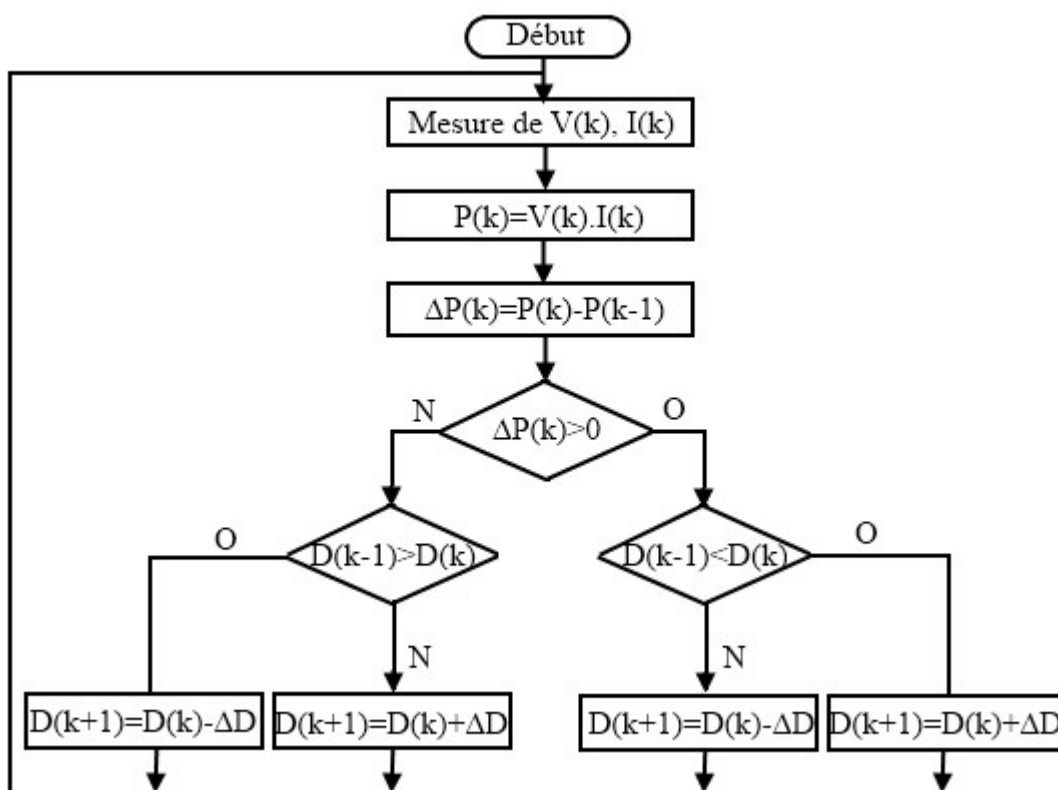 Début
Mesure de V(k), I(k)
P(k)=V(k).I(k)
ΔP(k)=P(k)-P(k-1)
N
ΔP(k)>0
O
O
D(k-1)>D(k)
D(k-1)<D(k)
O
N
N
D(k+1)=D(k)-ΔD
D(k+1)=D(k)+ΔD
D(k+1)=D(k)-ΔD
D(k+1)=D(k)+ΔD